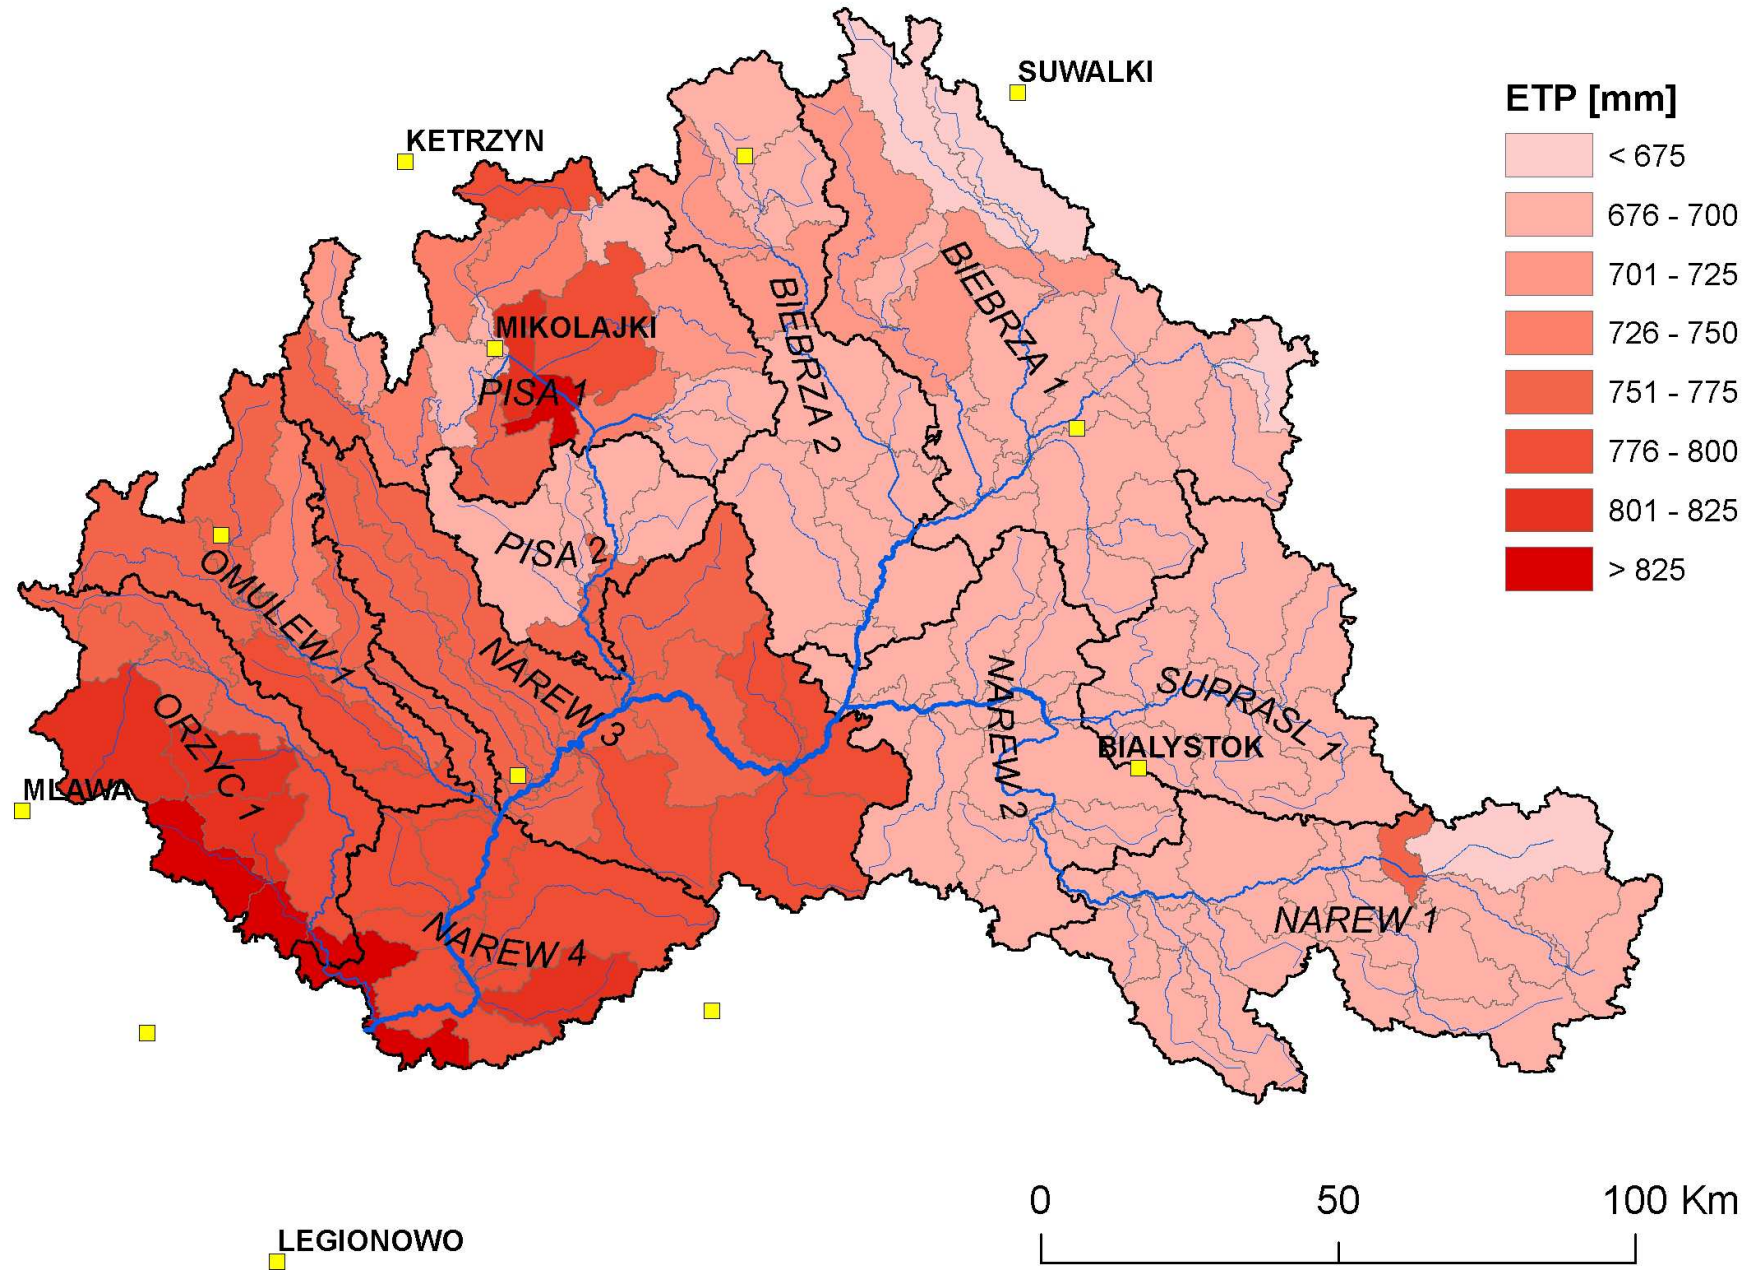 SUWALKI
ETP [mm]
< 675
676 - 700
701 - 725
726 - 750
751 - 775
776 - 800
801 - 825
> 825
KETRZYN
MIKOLAJKI
PISA 1
BIEBRZA 2
BIEBRZA 1
PISA 2
OMULEW 1
NAREW 3
ORZYC 1
NAREW 2
SUPRASL 1
BIALYSTOK
MLAWA
NAREW 4
NAREW 1
0 50 100 Km
LEGIONOWO